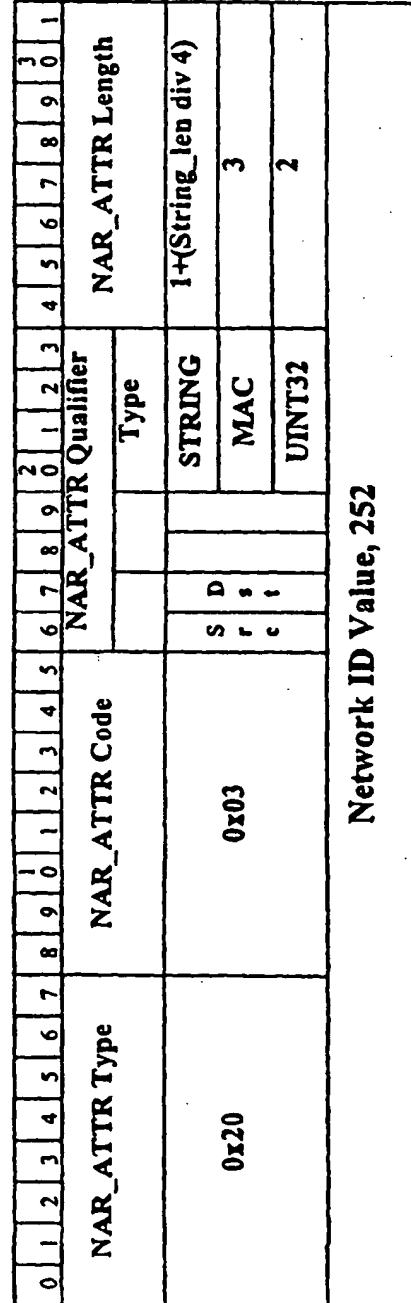 1 2 3
0 1 2 3 4 5 6 7 8 9 0 1 2 3 4 5 6 7 8 9 0 1 2 3 4 5 6 7 8 9 0 1
NAR_ATTR Type NAR_ATTR Code NAR_ATTR Qualifier NAR_ATTR Length
Type
0x20 0x03 Src Dst
STRING 1+(String_len div 4)
MAC 3
UINT32 2
Network ID Value, 252